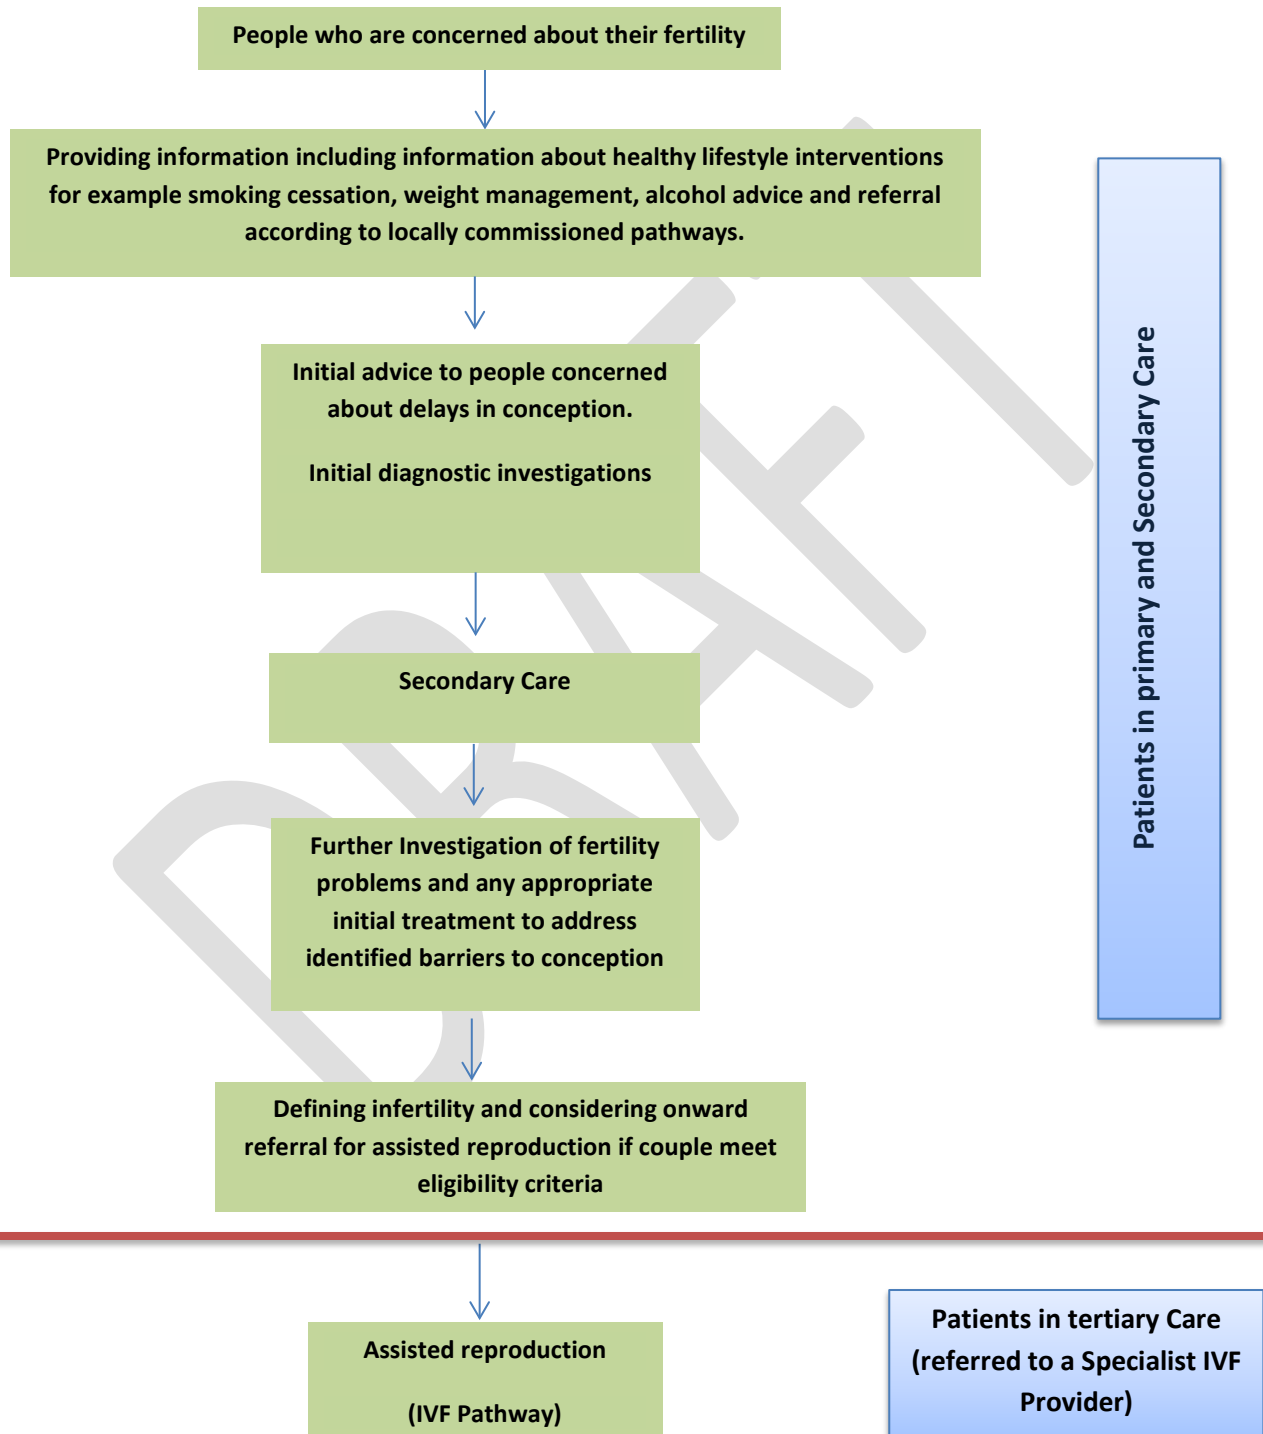 People who are concerned about their fertility
Providing information including information about healthy lifestyle interventions
for example smoking cessation, weight management, alcohol advice and referral
according to locally commissioned pathways.
Initial advice to people concerned
about delays in conception.
Initial diagnostic investigations
Secondary Care
Further Investigation of fertility
problems and any appropriate
initial treatment to address
identified barriers to conception
Defining infertility and considering onward
referral for assisted reproduction if couple meet
eligibility criteria
Patients in primary and Secondary Care
Assisted reproduction
(IVF Pathway)
Patients in tertiary Care
(referred to a Specialist IVF
Provider)
DRAFT